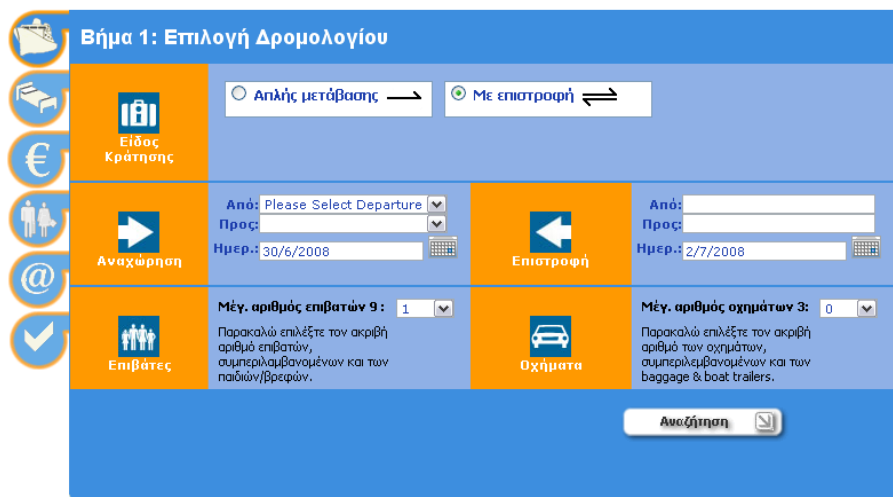 Βήμα 1: Επιλογή Δρομολογίου
Απλής μετάβασης
Με επιστροφή
Είδος
Κράτησης
Από: Please Select Departure
Προς:
Ημερ.: 30/6/2008
Αναχώρηση
Από:
Προς:
Ημερ.: 2/7/2008
Επιστροφή
Μέγ. αριθμός επιβατών 9 : 1
Παρακαλώ επιλέξτε τον ακριβή
αριθμό επιβατών,
συμπεριλαμβανομένων και των
παιδιών/βρεφών.
Επιβάτες
Μέγ. αριθμός οχημάτων 3: 0
Παρακαλώ επιλέξτε τον ακριβή
αριθμό των οχημάτων,
συμπεριλεμβανομένων και των
baggage & boat trailers.
Οχήματα
Αναζήτηση
€
@